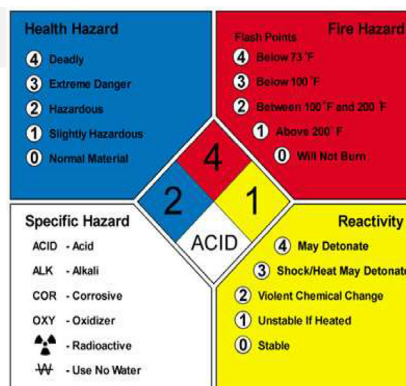 Health Hazard
4 Deadly
3 Extreme Danger
2 Hazardous
1 Slightly Hazardous
0 Normal Material
Fire Hazard
Flash Points
4 Below 73 °F
3 Below 100 °F
2 Between 100 °F and 200 °F
1 Above 200 °F
0 Will Not Burn
4
2
1
ACID
Specific Hazard
ACID - Acid
ALK - Alkali
COR - Corrosive
OXY - Oxidizer
- Radioactive
W - Use No Water
Reactivity
4 May Detonate
3 Shock/Heat May Detonate
2 Violent Chemical Change
1 Unstable If Heated
0 Stable